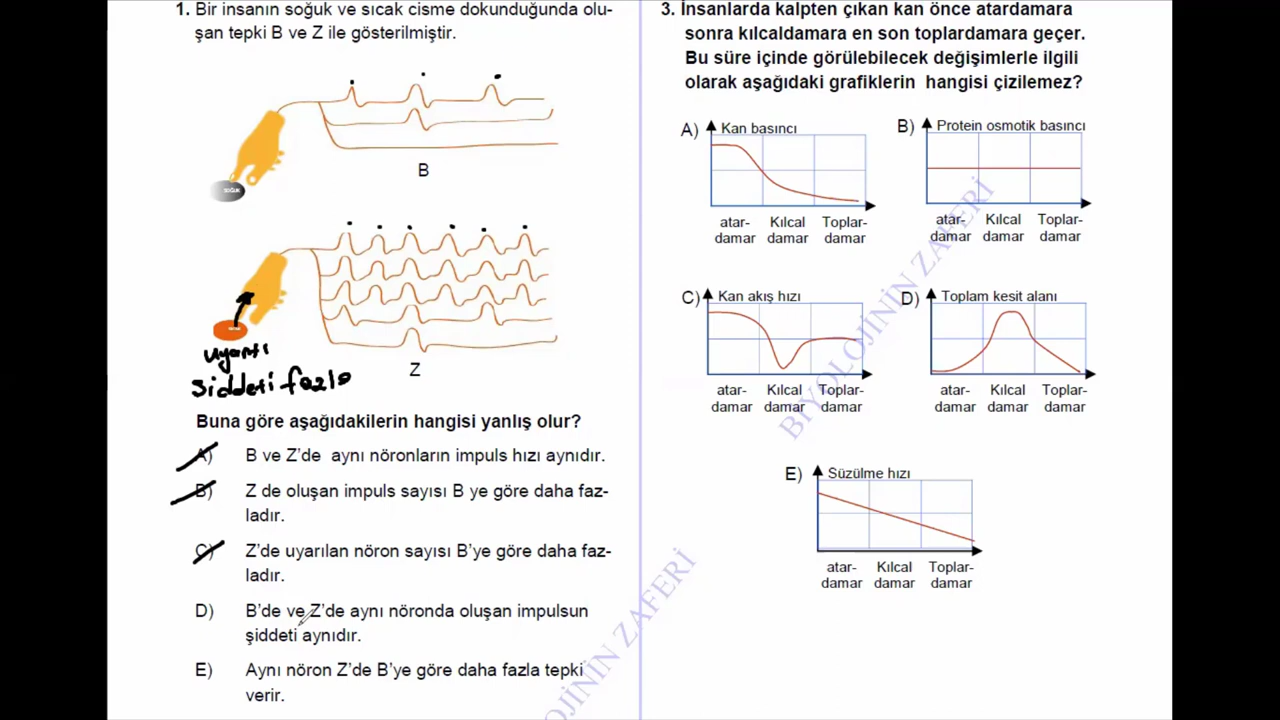 1. Bir insanın soğuk ve sıcak cisme dokunduğunda olu-
şan tepki B ve Z ile gösterilmiştir.
SOĞUK
B
uyartı
şiddeti fazla
Z
Buna göre aşağıdakilerin hangisi yanlış olur?
A) B ve Z'de aynı nöronların impuls hızı aynıdır.
B) Z de oluşan impuls sayısı B ye göre daha faz-
ladır.
C) Z'de uyarılan nöron sayısı B'ye göre daha faz-
ladır.
D) B'de ve Z'de aynı nöronda oluşan impulsun
şiddeti aynıdır.
E) Aynı nöron Z'de B'ye göre daha fazla tepki
verir.
3. İnsanlarda kalpten çıkan kan önce atardamara
sonra kılcaldamara en son toplardamara geçer.
Bu süre içinde görülebilecek değişimlerle ilgili
olarak aşağıdaki grafiklerin hangisi çizilemez?
A) Kan basıncı
atar-
damar
Kılcal
damar
Toplar-
damar
B) Protein osmotik basıncı
atar-
damar
Kılcal
damar
Toplar-
damar
C) Kan akış hızı
atar-
damar
Kılcal
damar
Toplar-
damar
D) Toplam kesit alanı
atar-
damar
Kılcal
damar
Toplar-
damar
E) Süzülme hızı
atar-
damar
Kılcal
damar
Toplar-
damar
BİYOLOJİNİN ZAFERİ
OJİNİN ZAFERİ